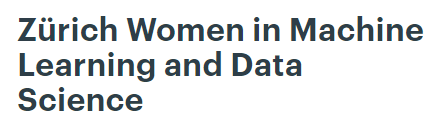 Zürich Women in Machine
Learning and Data
Science